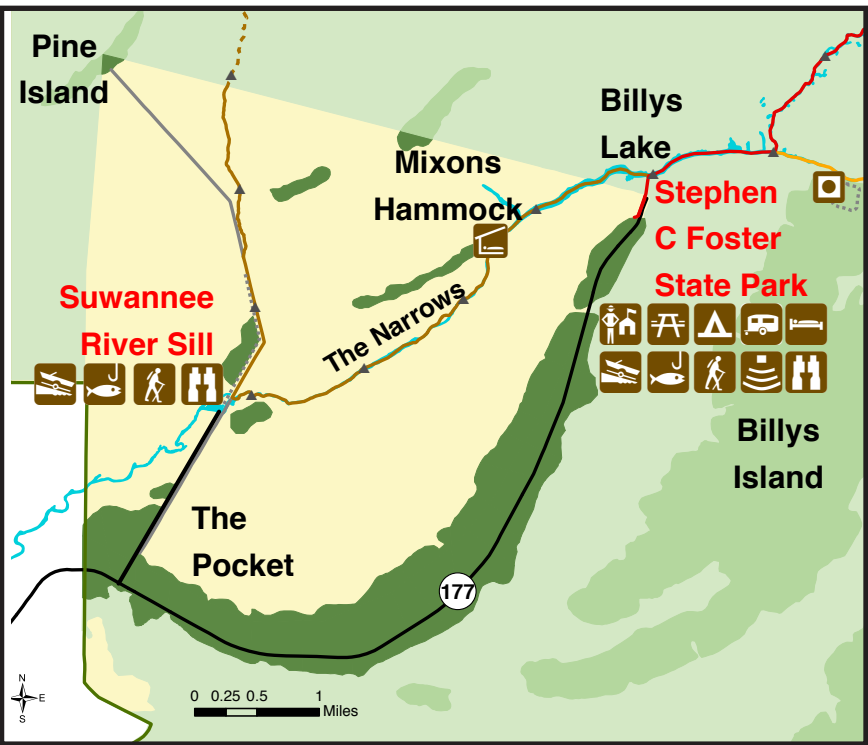 Pine
Island
Billys
Lake
Mixons
Hammock
Stephen
C Foster
State Park
Suwannee
River Sill
The Narrows
Billys
Island
The
Pocket
177
N
E
S
0 0.25 0.5 1
Miles